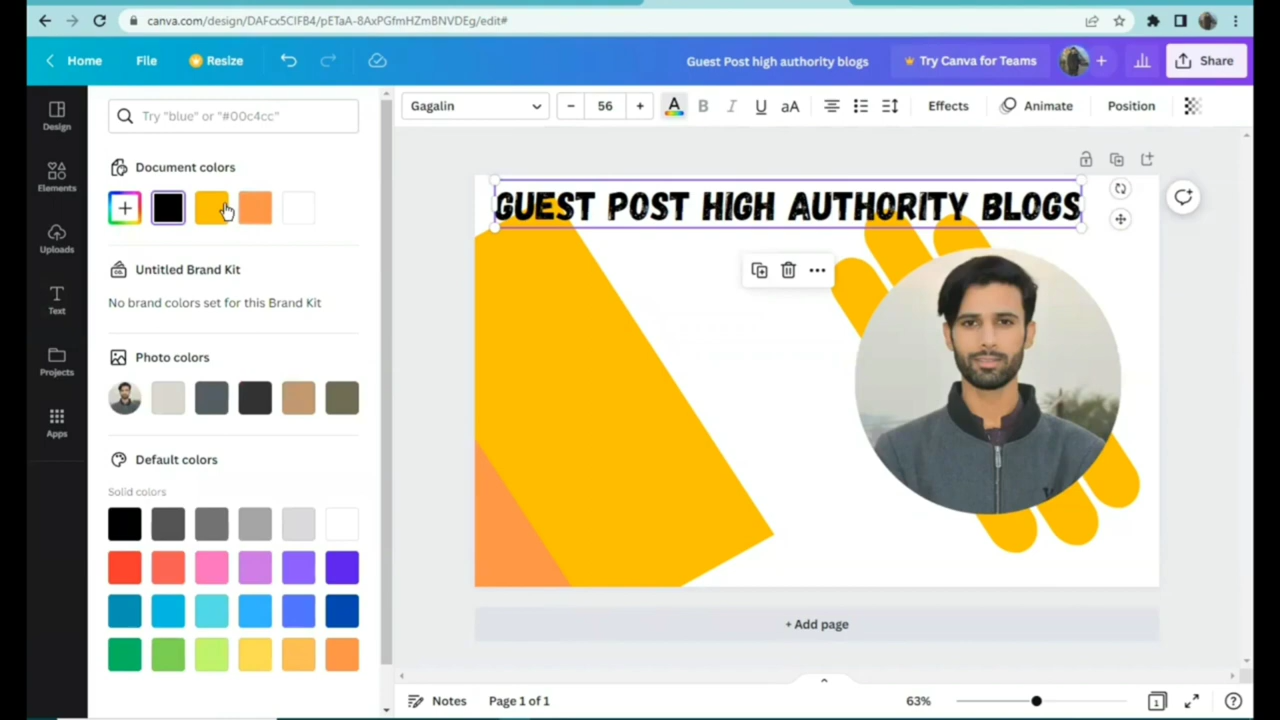 canva.com/design/DAFcx5ClFB4/pETaA-8AxPGfmHZmBNVDEg/edit#
Home
File
Resize
Guest Post high authority blogs
Try Canva for Teams
+
Share
Design
Elements
Uploads
Text
Projects
Apps
Try "blue" or "#00c4cc"
Document colors
Untitled Brand Kit
No brand colors set for this Brand Kit
Photo colors
Default colors
Solid colors
Gagalin
– 56 +
A B I U aA
Effects
Animate
Position
GUEST POST HIGH AUTHORITY BLOGS
+ Add page
Notes
Page 1 of 1
63%
1
?